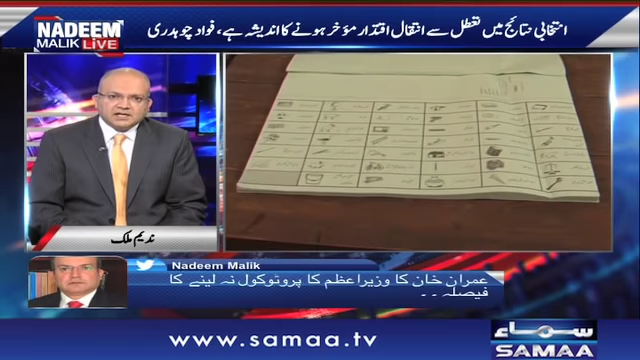 NADEEM
MALIK LIVE
انتخابی نتائج میں تعطل سے انتقال اقتدار مؤخر ہونے کا اندیشہ ہے، فواد چوہدری
ندیم ملک
Nadeem Malik
عمران خان کا وزیراعظم کا پروٹوکول نہ لینے کا
فیصلہ ۔ ۔
www.samaa.tv
سماء
SAMAA